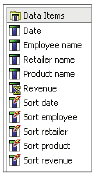 Data Items
Date
Employee name
Retailer name
Product name
Revenue
Sort date
Sort employee
Sort retailer
Sort product
Sort revenue